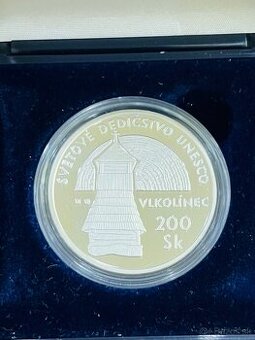 SVETOVÉ DEDIČSTVO UNESCO
VLKOLÍNEC
200
Sk